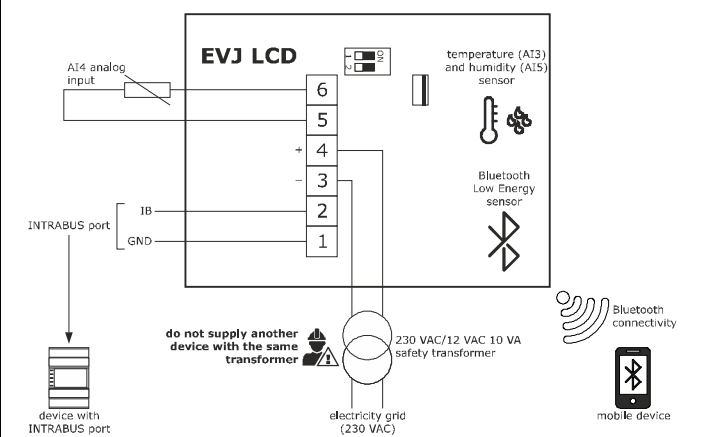 EVJ LCD
ON
1 2
temperature (AI3)
and humidity (AI5)
sensor
AI4 analog
input
6
5
+ 4
– 3
Bluetooth
Low Energy
sensor
IB 2
INTRABUS port
GND 1
do not supply another
device with the same
transformer
230 VAC/12 VAC 10 VA
safety transformer
Bluetooth
connectivity
device with
INTRABUS port
electricity grid
(230 VAC)
mobile device